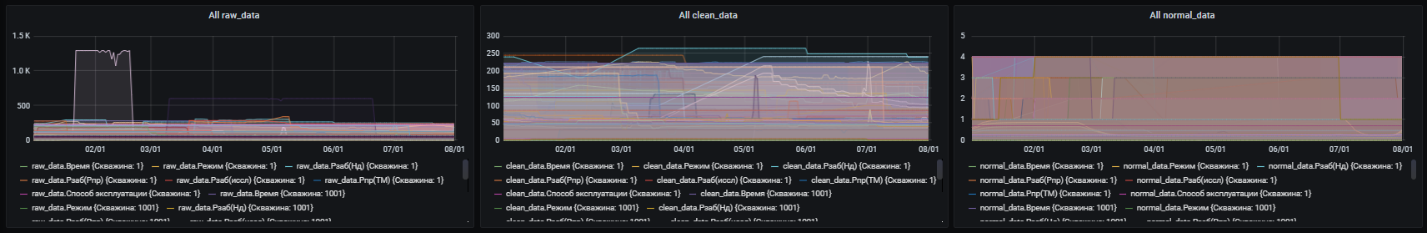 All raw_data
1.5 K
1.0 K
500
0
02/01 03/01 04/01 05/01 06/01 07/01 08/01
raw_data.Время {Скважина: 1} raw_data.Режим {Скважина: 1} raw_data.Рзаб(Нд) {Скважина: 1}
raw_data.Рзаб(Рпр) {Скважина: 1} raw_data.Рзаб(иссл) {Скважина: 1} raw_data.Рпр(ТМ) {Скважина: 1}
raw_data.Способ эксплуатации {Скважина: 1} raw_data.Время {Скважина: 1001}
raw_data.Режим {Скважина: 1001} raw_data.Рзаб(Нд) {Скважина: 1001}
All clean_data
300
250
200
150
100
50
0
02/01 03/01 04/01 05/01 06/01 07/01 08/01
clean_data.Время {Скважина: 1} clean_data.Режим {Скважина: 1} clean_data.Рзаб(Нд) {Скважина: 1}
clean_data.Рзаб(Рпр) {Скважина: 1} clean_data.Рзаб(иссл) {Скважина: 1} clean_data.Рпр(ТМ) {Скважина: 1}
clean_data.Способ эксплуатации {Скважина: 1} clean_data.Время {Скважина: 1001}
clean_data.Режим {Скважина: 1001} clean_data.Рзаб(Нд) {Скважина: 1001}
All normal_data
5
4
3
2
1
0
02/01 03/01 04/01 05/01 06/01 07/01 08/01
normal_data.Время {Скважина: 1} normal_data.Режим {Скважина: 1} normal_data.Рзаб(Нд) {Скважина: 1}
normal_data.Рзаб(Рпр) {Скважина: 1} normal_data.Рзаб(иссл) {Скважина: 1}
normal_data.Рпр(ТМ) {Скважина: 1} normal_data.Способ эксплуатации {Скважина: 1}
normal_data.Время {Скважина: 1001} normal_data.Режим {Скважина: 1001}